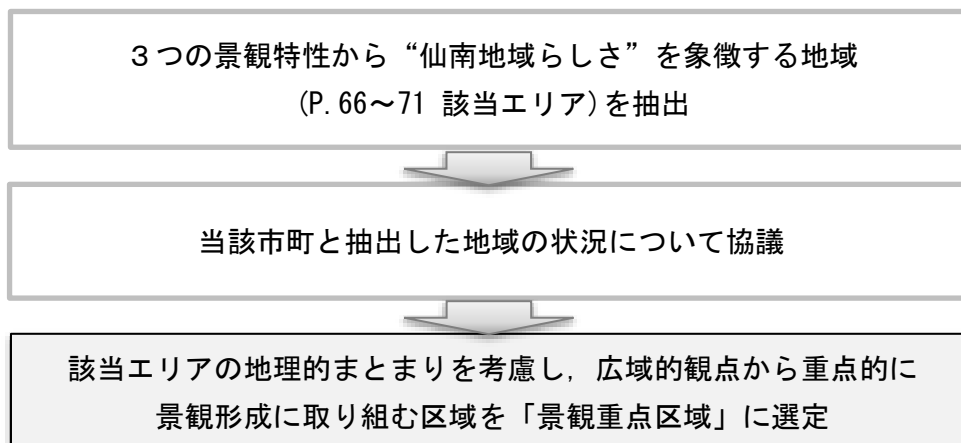 ３つの景観特性から“仙南地域らしさ”を象徴する地域
(P.66～71 該当エリア)を抽出
当該市町と抽出した地域の状況について協議
該当エリアの地理的まとまりを考慮し，広域的観点から重点的に
景観形成に取り組む区域を「景観重点区域」に選定